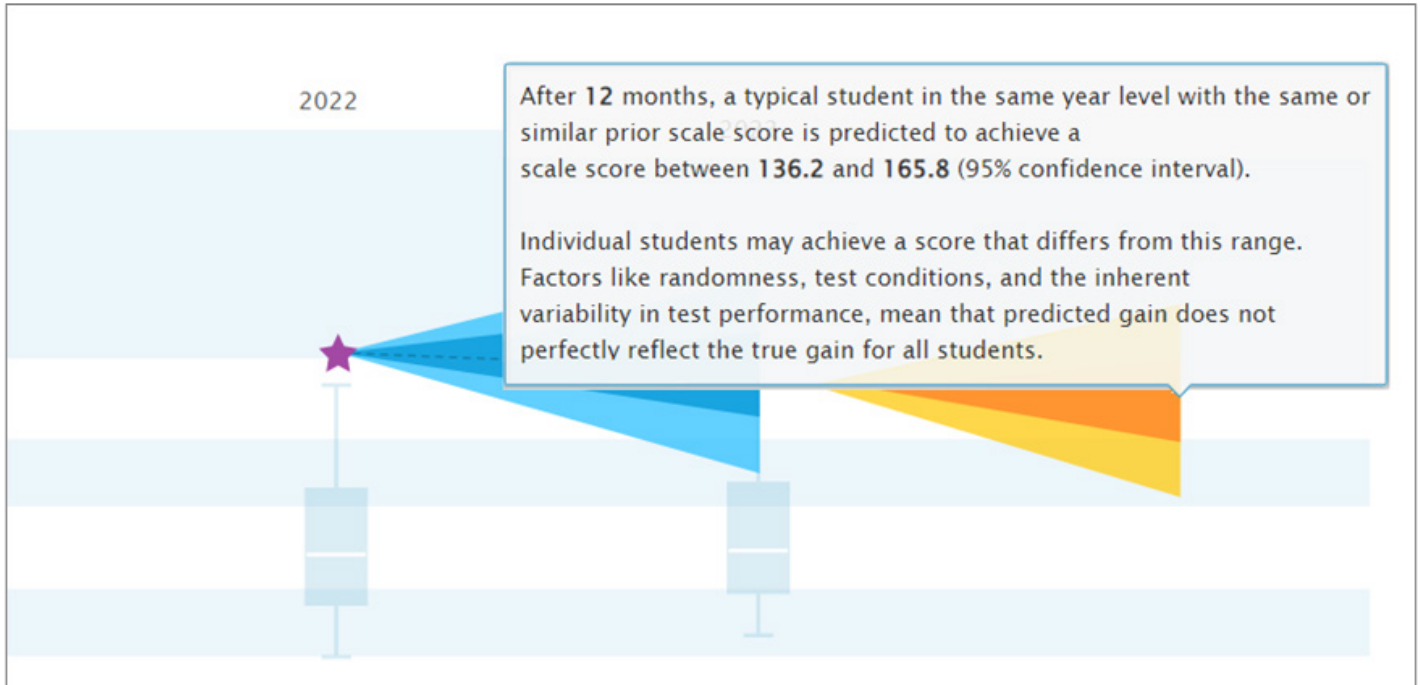 2022
After 12 months, a typical student in the same year level with the same or
similar prior scale score is predicted to achieve a
scale score between 136.2 and 165.8 (95% confidence interval).
Individual students may achieve a score that differs from this range.
Factors like randomness, test conditions, and the inherent
variability in test performance, mean that predicted gain does not
perfectly reflect the true gain for all students.
2023